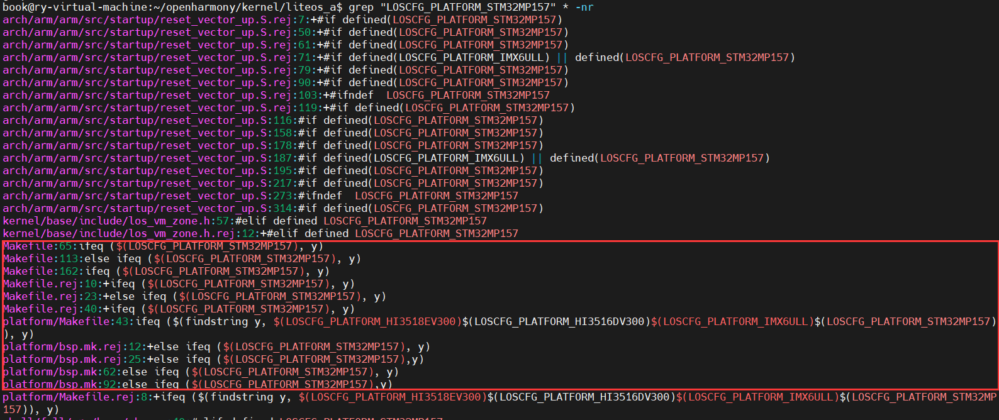 book@ry-virtual-machine:~/openharmony/kernel/liteos_a$ grep "LOSCFG_PLATFORM_STM32MP157" * -nr
arch/arm/arm/src/startup/reset_vector_up.S.rej:7:+#if defined(LOSCFG_PLATFORM_STM32MP157)
arch/arm/arm/src/startup/reset_vector_up.S.rej:50:+#if defined(LOSCFG_PLATFORM_STM32MP157)
arch/arm/arm/src/startup/reset_vector_up.S.rej:61:+#if defined(LOSCFG_PLATFORM_STM32MP157)
arch/arm/arm/src/startup/reset_vector_up.S.rej:71:+#if defined(LOSCFG_PLATFORM_IMX6ULL) || defined(LOSCFG_PLATFORM_STM32MP157)
arch/arm/arm/src/startup/reset_vector_up.S.rej:79:+#if defined(LOSCFG_PLATFORM_STM32MP157)
arch/arm/arm/src/startup/reset_vector_up.S.rej:90:+#if defined(LOSCFG_PLATFORM_STM32MP157)
arch/arm/arm/src/startup/reset_vector_up.S.rej:103:+#ifndef  LOSCFG_PLATFORM_STM32MP157
arch/arm/arm/src/startup/reset_vector_up.S.rej:119:+#if defined(LOSCFG_PLATFORM_STM32MP157)
arch/arm/arm/src/startup/reset_vector_up.S:116:#if defined(LOSCFG_PLATFORM_STM32MP157)
arch/arm/arm/src/startup/reset_vector_up.S:158:#if defined(LOSCFG_PLATFORM_STM32MP157)
arch/arm/arm/src/startup/reset_vector_up.S:178:#if defined(LOSCFG_PLATFORM_STM32MP157)
arch/arm/arm/src/startup/reset_vector_up.S:187:#if defined(LOSCFG_PLATFORM_IMX6ULL) || defined(LOSCFG_PLATFORM_STM32MP157)
arch/arm/arm/src/startup/reset_vector_up.S:195:#if defined(LOSCFG_PLATFORM_STM32MP157)
arch/arm/arm/src/startup/reset_vector_up.S:217:#if defined(LOSCFG_PLATFORM_STM32MP157)
arch/arm/arm/src/startup/reset_vector_up.S:273:#ifndef  LOSCFG_PLATFORM_STM32MP157
arch/arm/arm/src/startup/reset_vector_up.S:314:#if defined(LOSCFG_PLATFORM_STM32MP157)
kernel/base/include/los_vm_zone.h:57:#elif defined LOSCFG_PLATFORM_STM32MP157
kernel/base/include/los_vm_zone.h.rej:12:+#elif defined LOSCFG_PLATFORM_STM32MP157
Makefile:65:ifeq ($(LOSCFG_PLATFORM_STM32MP157), y)
Makefile:113:else ifeq ($(LOSCFG_PLATFORM_STM32MP157), y)
Makefile:162:ifeq ($(LOSCFG_PLATFORM_STM32MP157), y)
Makefile.rej:10:+ifeq ($(LOSCFG_PLATFORM_STM32MP157), y)
Makefile.rej:23:+else ifeq ($(LOSCFG_PLATFORM_STM32MP157), y)
Makefile.rej:40:+ifeq ($(LOSCFG_PLATFORM_STM32MP157), y)
platform/Makefile:43:ifeq ($(findstring y, $(LOSCFG_PLATFORM_HI3518EV300)$(LOSCFG_PLATFORM_HI3516DV300)$(LOSCFG_PLATFORM_IMX6ULL)$(LOSCFG_PLATFORM_STM32MP157)
), y)
platform/bsp.mk.rej:12:+else ifeq ($(LOSCFG_PLATFORM_STM32MP157), y)
platform/bsp.mk.rej:25:+else ifeq ($(LOSCFG_PLATFORM_STM32MP157),y)
platform/bsp.mk:62:else ifeq ($(LOSCFG_PLATFORM_STM32MP157), y)
platform/bsp.mk:92:else ifeq ($(LOSCFG_PLATFORM_STM32MP157),y)
platform/Makefile.rej:8:+ifeq ($(findstring y, $(LOSCFG_PLATFORM_HI3518EV300)$(LOSCFG_PLATFORM_HI3516DV300)$(LOSCFG_PLATFORM_IMX6ULL)$(LOSCFG_PLATFORM_STM32MP
157)), y)